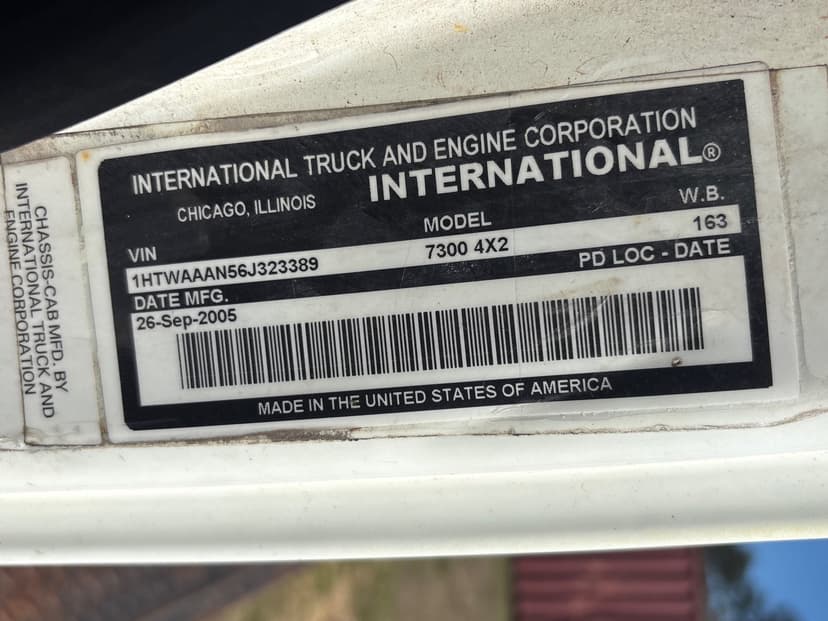 INTERNATIONAL TRUCK AND ENGINE CORPORATION
CHICAGO, ILLINOIS INTERNATIONAL®
VIN MODEL W.B.
1HTWAAAN56J323389 7300 4X2 163
DATE MFG. PD LOC - DATE
26-Sep-2005
MADE IN THE UNITED STATES OF AMERICA
CHASSIS-CAB MFD. BY
INTERNATIONAL TRUCK AND
ENGINE CORPORATION